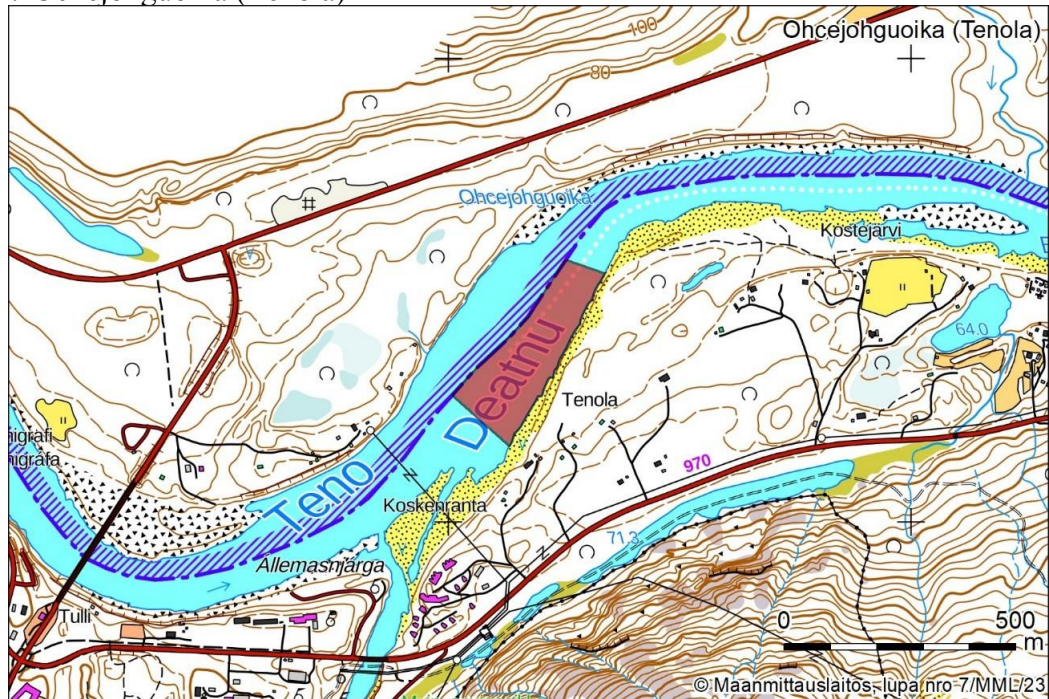 Ohcejohguoika (Tenola)
100
80
Ohcejohguoika
Kostejärvi
64.0
Deatnu
Tenola
970
Teno
Koskenranta
71.3
Állemasnjárga
Tulli
0 500
m
© Maanmittauslaitos, lupa nro 7/MML/23